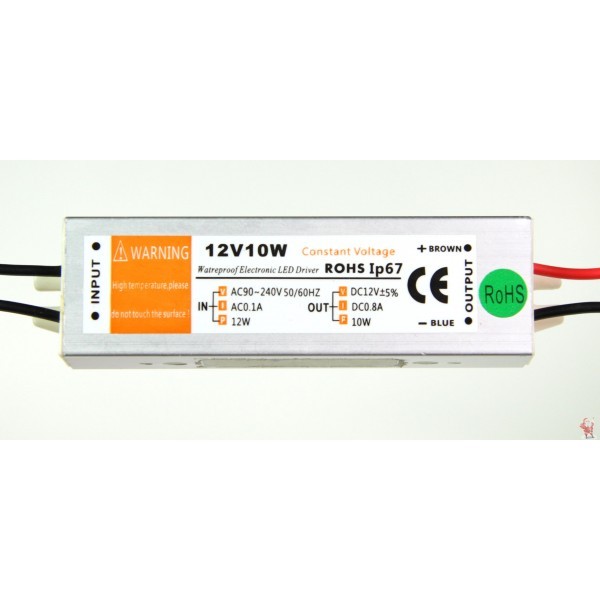 INPUT
⚠ WARNING
High temperature,please
do not touch the surface!
12V10W Constant Voltage
Watreproof Electronic LED Driver ROHS Ip67
IN
V AC90~240V 50/60HZ
I AC0.1A
P 12W
OUT
V DC12V±5%
I DC0.8A
P 10W
CE
+ BROWN
− BLUE
OUTPUT
RoHS